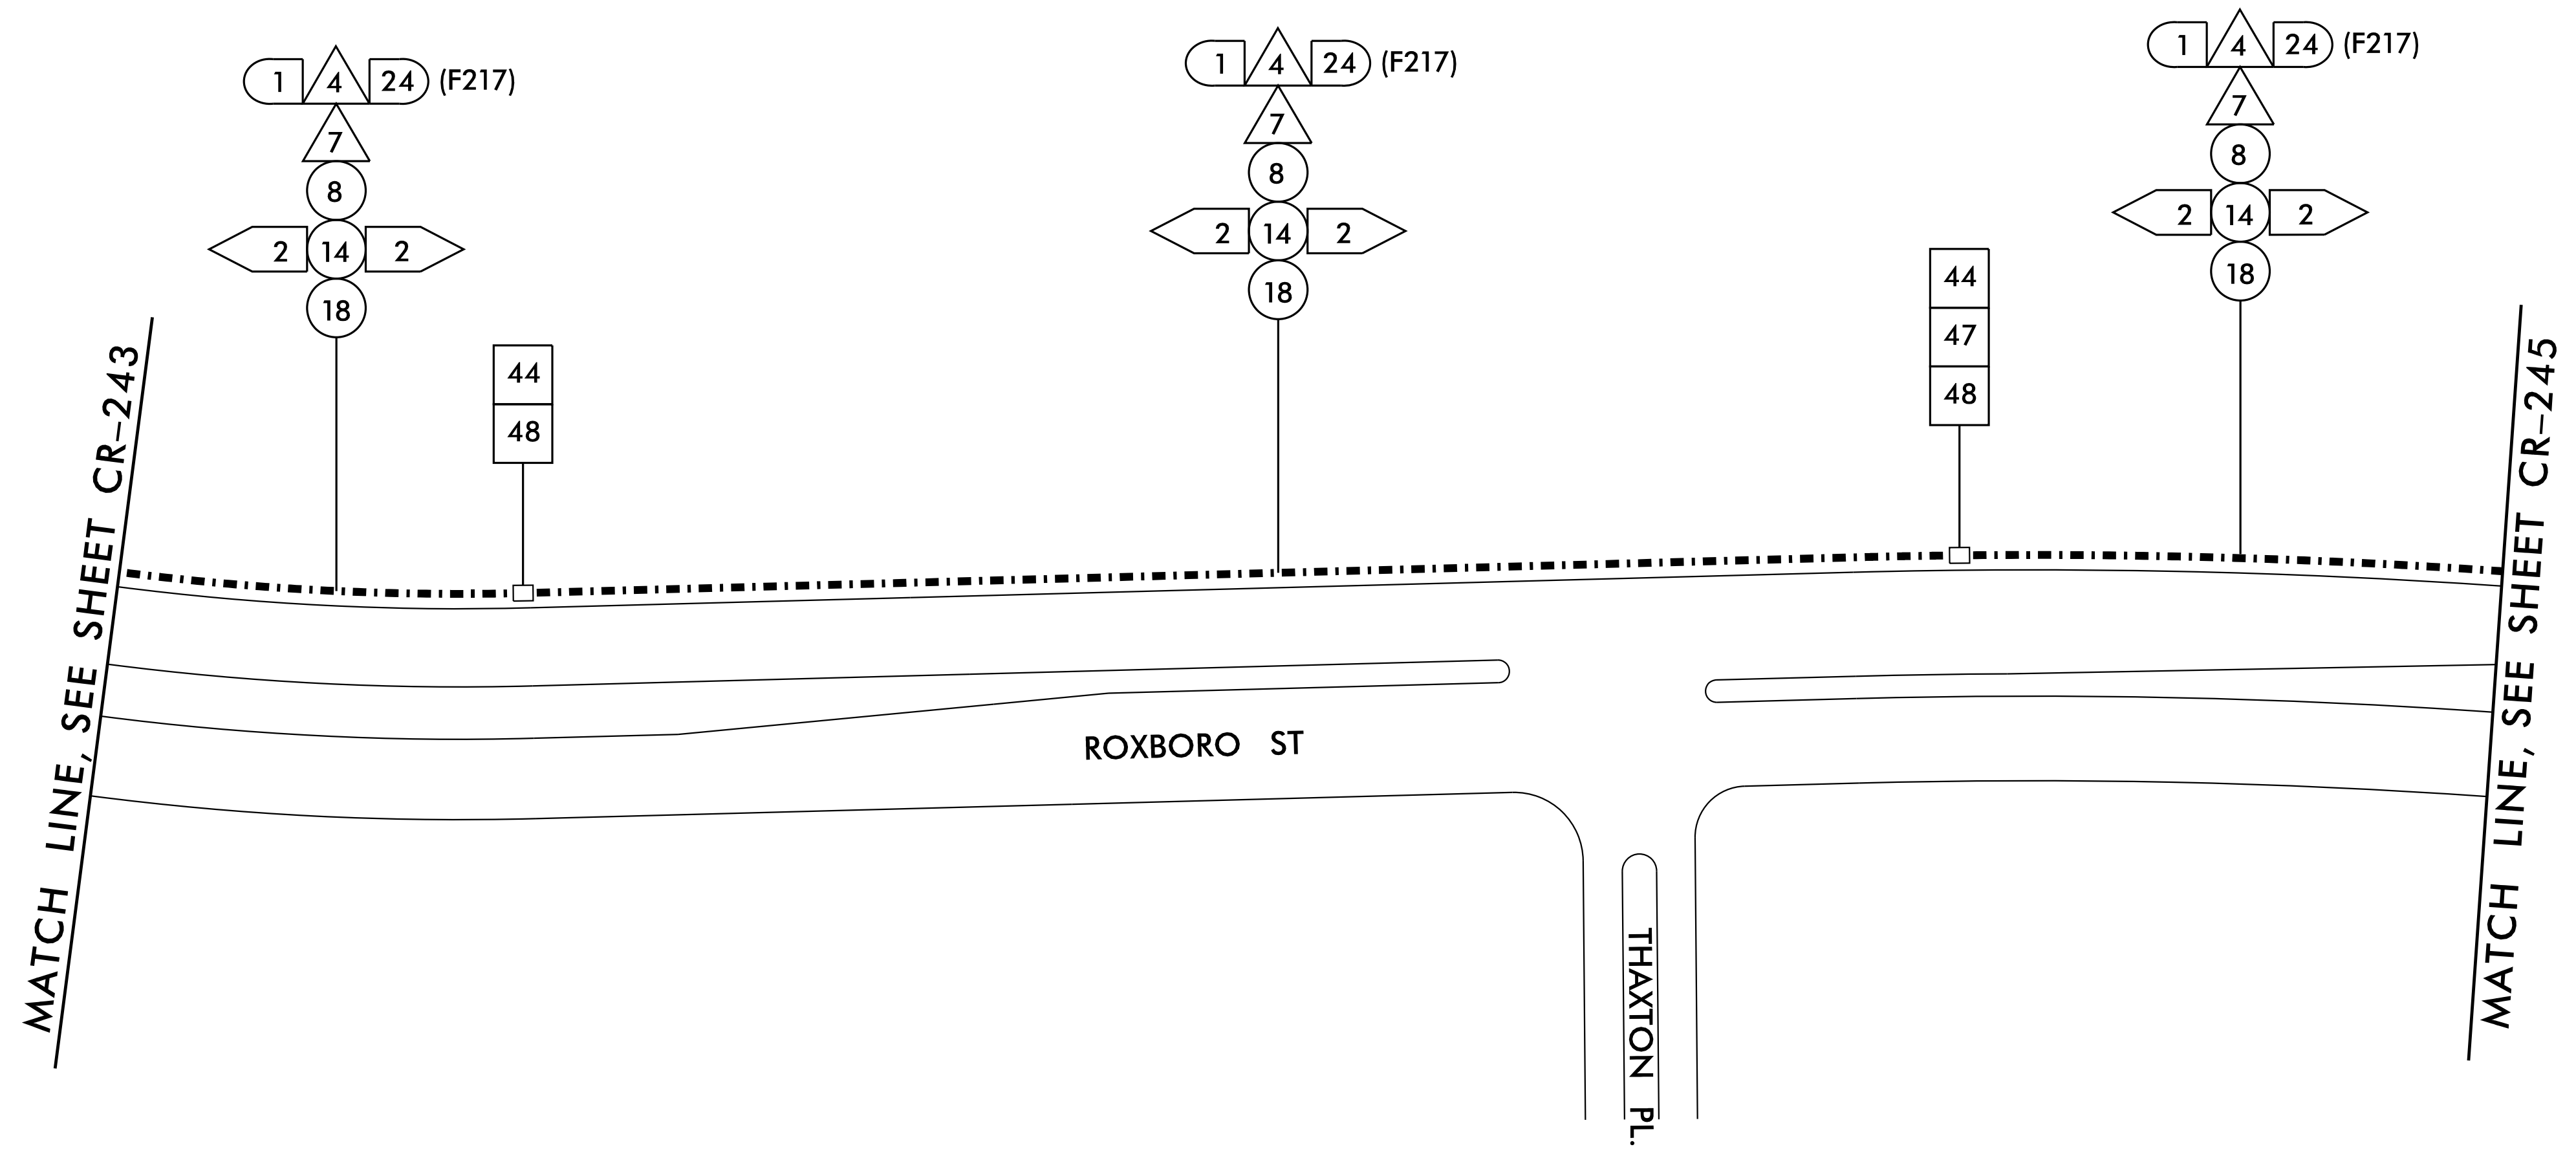 1 4 24 (F217)
7
8
2 14 2
18
44
48
1 4 24 (F217)
7
8
2 14 2
18
44
47
48
1 4 24 (F217)
7
8
2 14 2
18
MATCH LINE, SEE SHEET CR-243
ROXBORO ST
THAXTON PL.
MATCH LINE, SEE SHEET CR-245